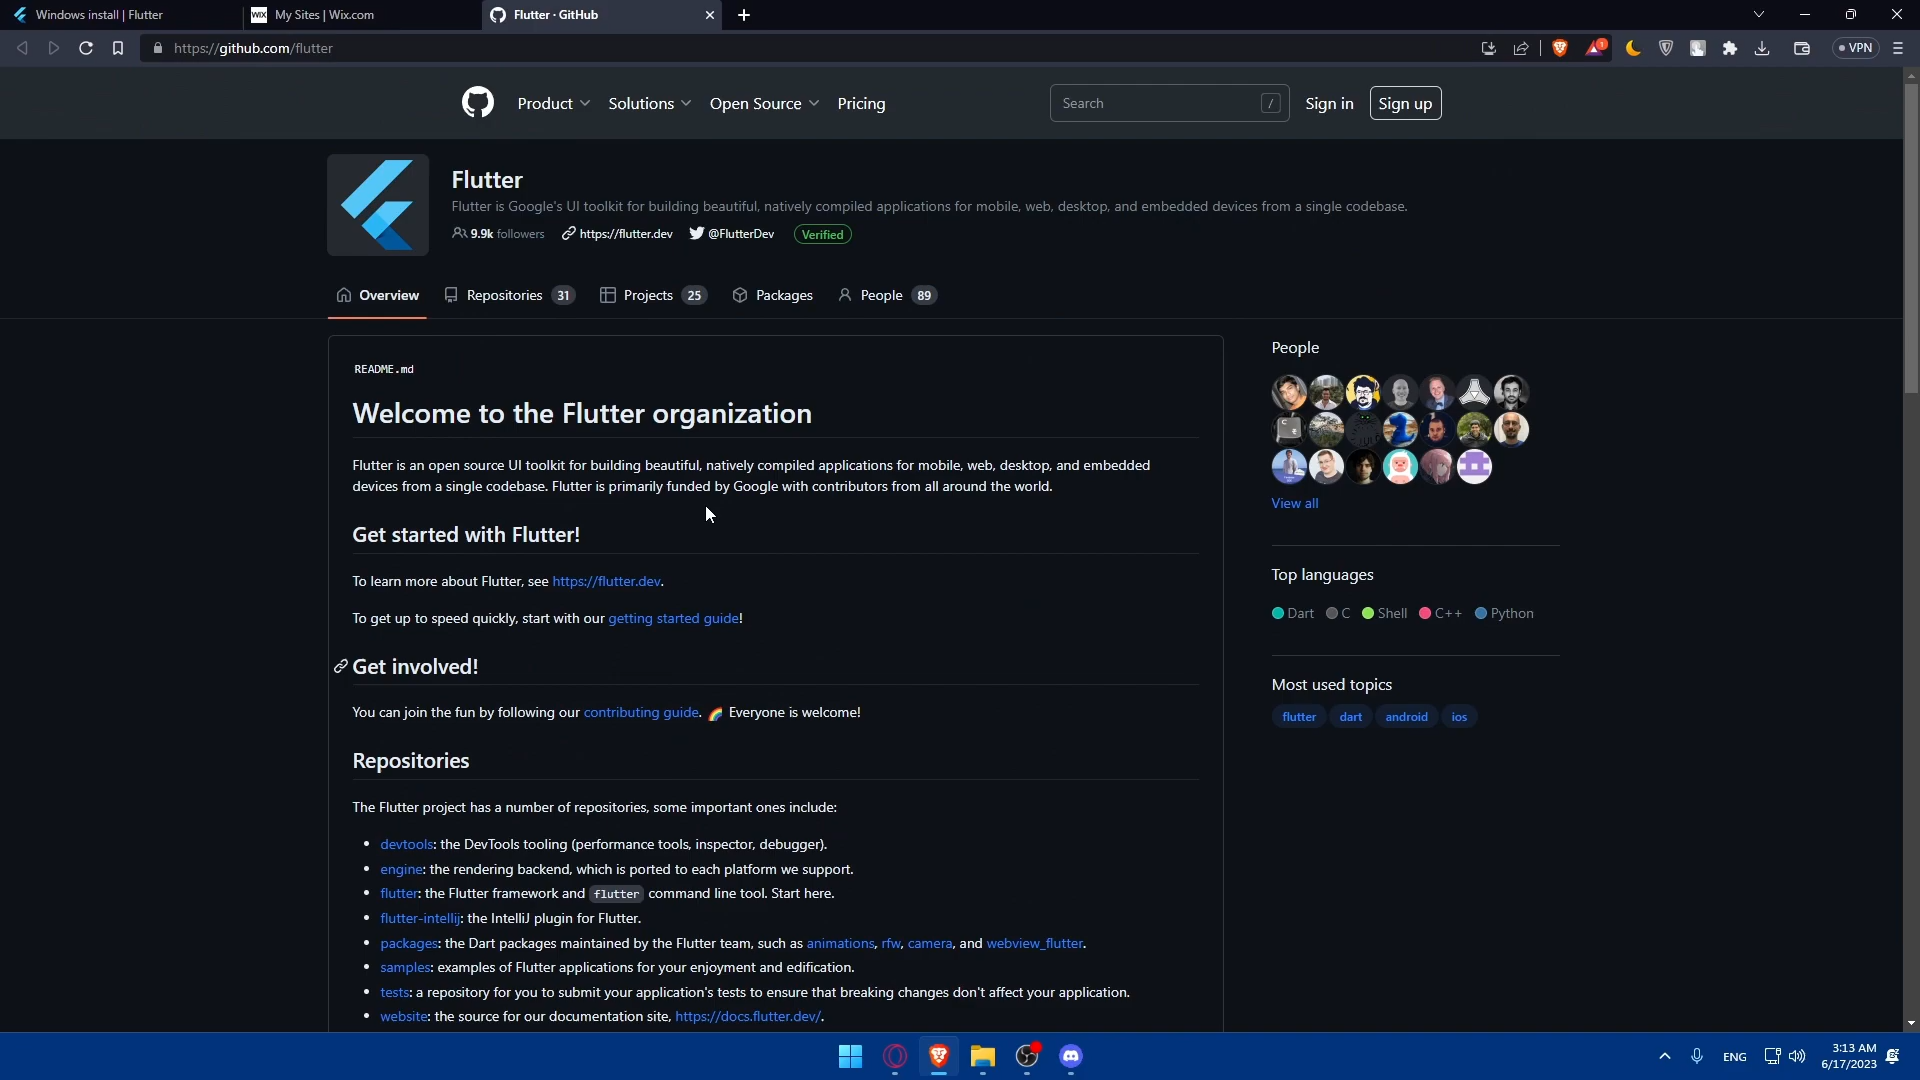 Windows install | Flutter
WIX My Sites | Wix.com
Flutter · GitHub
https://github.com/flutter
1
VPN
Product
Solutions
Open Source
Pricing
Search /
Sign in
Sign up
Flutter
Flutter is Google's UI toolkit for building beautiful, natively compiled applications for mobile, web, desktop, and embedded devices from a single codebase.
9.9k followers https://flutter.dev @FlutterDev Verified
Overview
Repositories 31
Projects 25
Packages
People 89
README.md
Welcome to the Flutter organization
Flutter is an open source UI toolkit for building beautiful, natively compiled applications for mobile, web, desktop, and embedded
devices from a single codebase. Flutter is primarily funded by Google with contributors from all around the world.
Get started with Flutter!
To learn more about Flutter, see https://flutter.dev.
To get up to speed quickly, start with our getting started guide!
Get involved!
You can join the fun by following our contributing guide. 🌈 Everyone is welcome!
Repositories
The Flutter project has a number of repositories, some important ones include:
• devtools: the DevTools tooling (performance tools, inspector, debugger).
• engine: the rendering backend, which is ported to each platform we support.
• flutter: the Flutter framework and flutter command line tool. Start here.
• flutter-intellij: the IntelliJ plugin for Flutter.
• packages: the Dart packages maintained by the Flutter team, such as animations, rfw, camera, and webview_flutter.
• samples: examples of Flutter applications for your enjoyment and edification.
• tests: a repository for you to submit your application's tests to ensure that breaking changes don't affect your application.
• website: the source for our documentation site, https://docs.flutter.dev/.
People
View all
Top languages
Dart C Shell C++ Python
Most used topics
flutter dart android ios
ENG
3:13 AM
6/17/2023